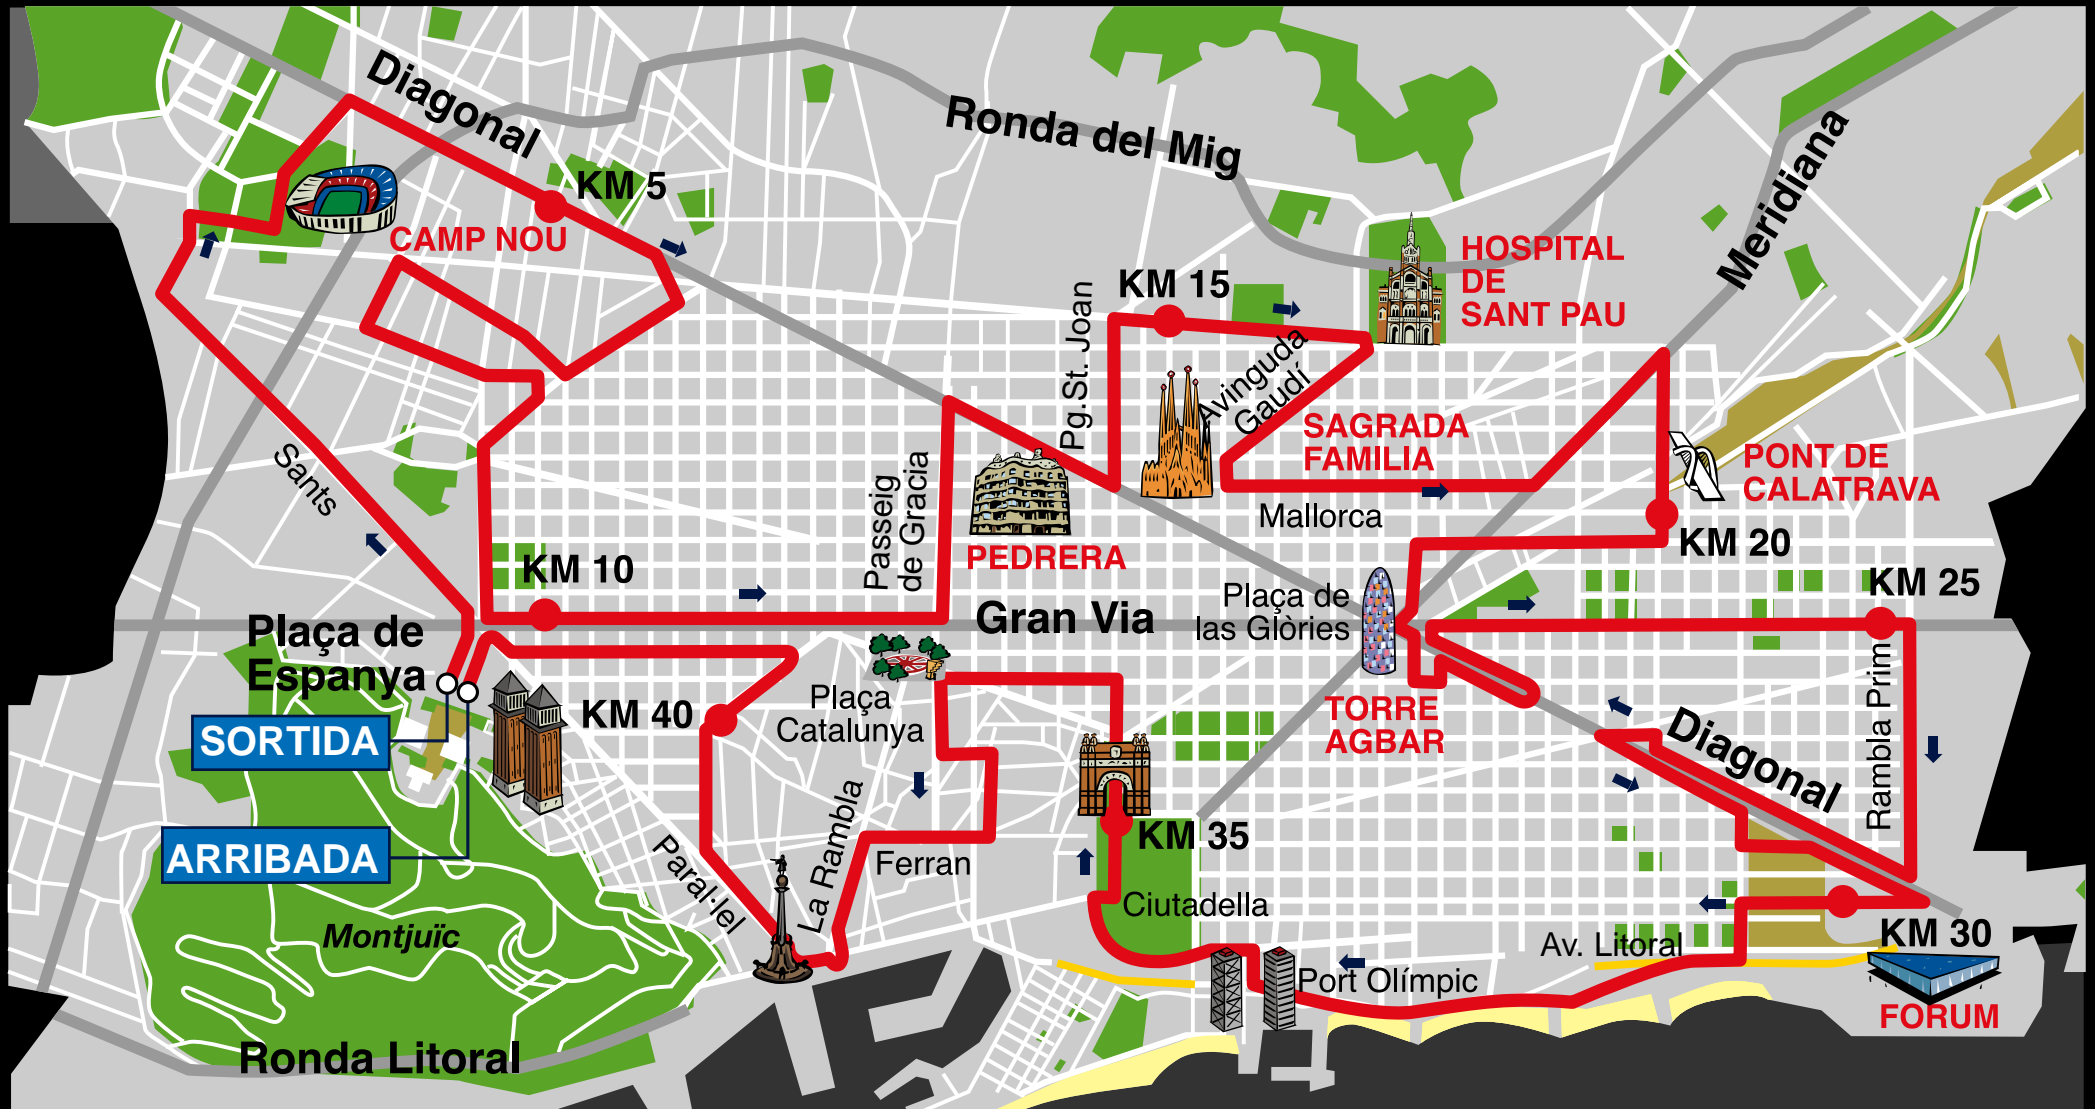 Diagonal
Ronda del Mig
Meridiana
KM 5
CAMP NOU
HOSPITAL
DE
SANT PAU
KM 15
Pg.St. Joan
Avinguda
Gaudí
SAGRADA
FAMILIA
Mallorca
PONT DE
CALATRAVA
KM 20
Sants
Passeig
de Gracia
PEDRERA
KM 10
Plaça de
las Glòries
KM 25
Gran Via
Plaça de
Espanya
SORTIDA
ARRIBADA
KM 40
Plaça
Catalunya
TORRE
AGBAR
Diagonal
Rambla Prim
KM 35
La Rambla
Ferran
Paral·lel
Ciutadella
Montjuïc
Av. Litoral
KM 30
Port Olímpic
FORUM
Ronda Litoral